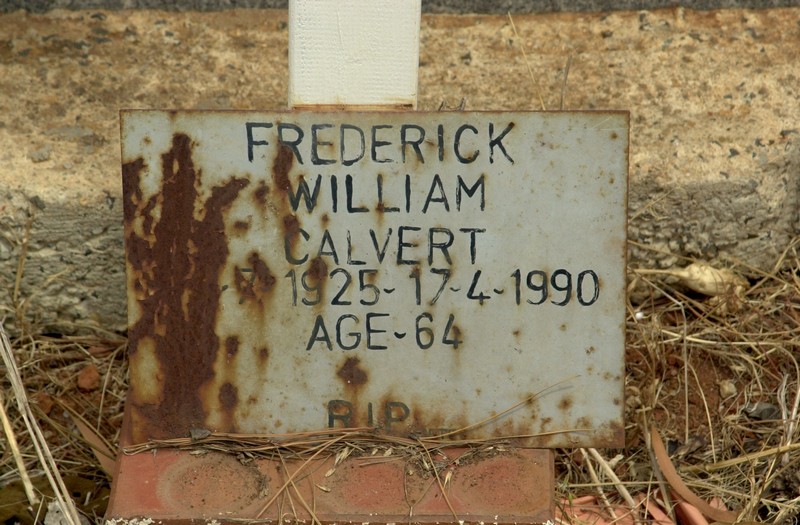 FREDERICK
WILLIAM
CALVERT
1925-17-4-1990
AGE-64
RIP